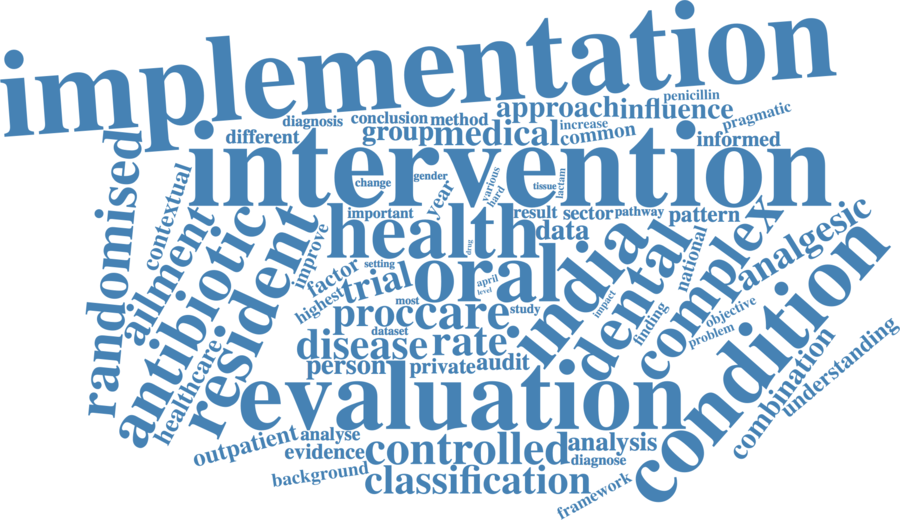 implementation
penicillin
approach influence
diagnosis conclusion method increase pragmatic
different group medical common informed
randomised
intervention
contextual
change gender various hard tissue lactam
year
ailment
important health result sector pathway pattern
data
antibiotic
resident
improve
drug
india
dental
national
complex
analgesic
factor setting trial oral april level
highest most
impact
condition
proc care study
dataset
finding
objective
problem
disease rate
person private audit
healthcare
evaluation
combination
understanding
outpatient analyse
evidence controlled analysis
diagnose
background classification
framework